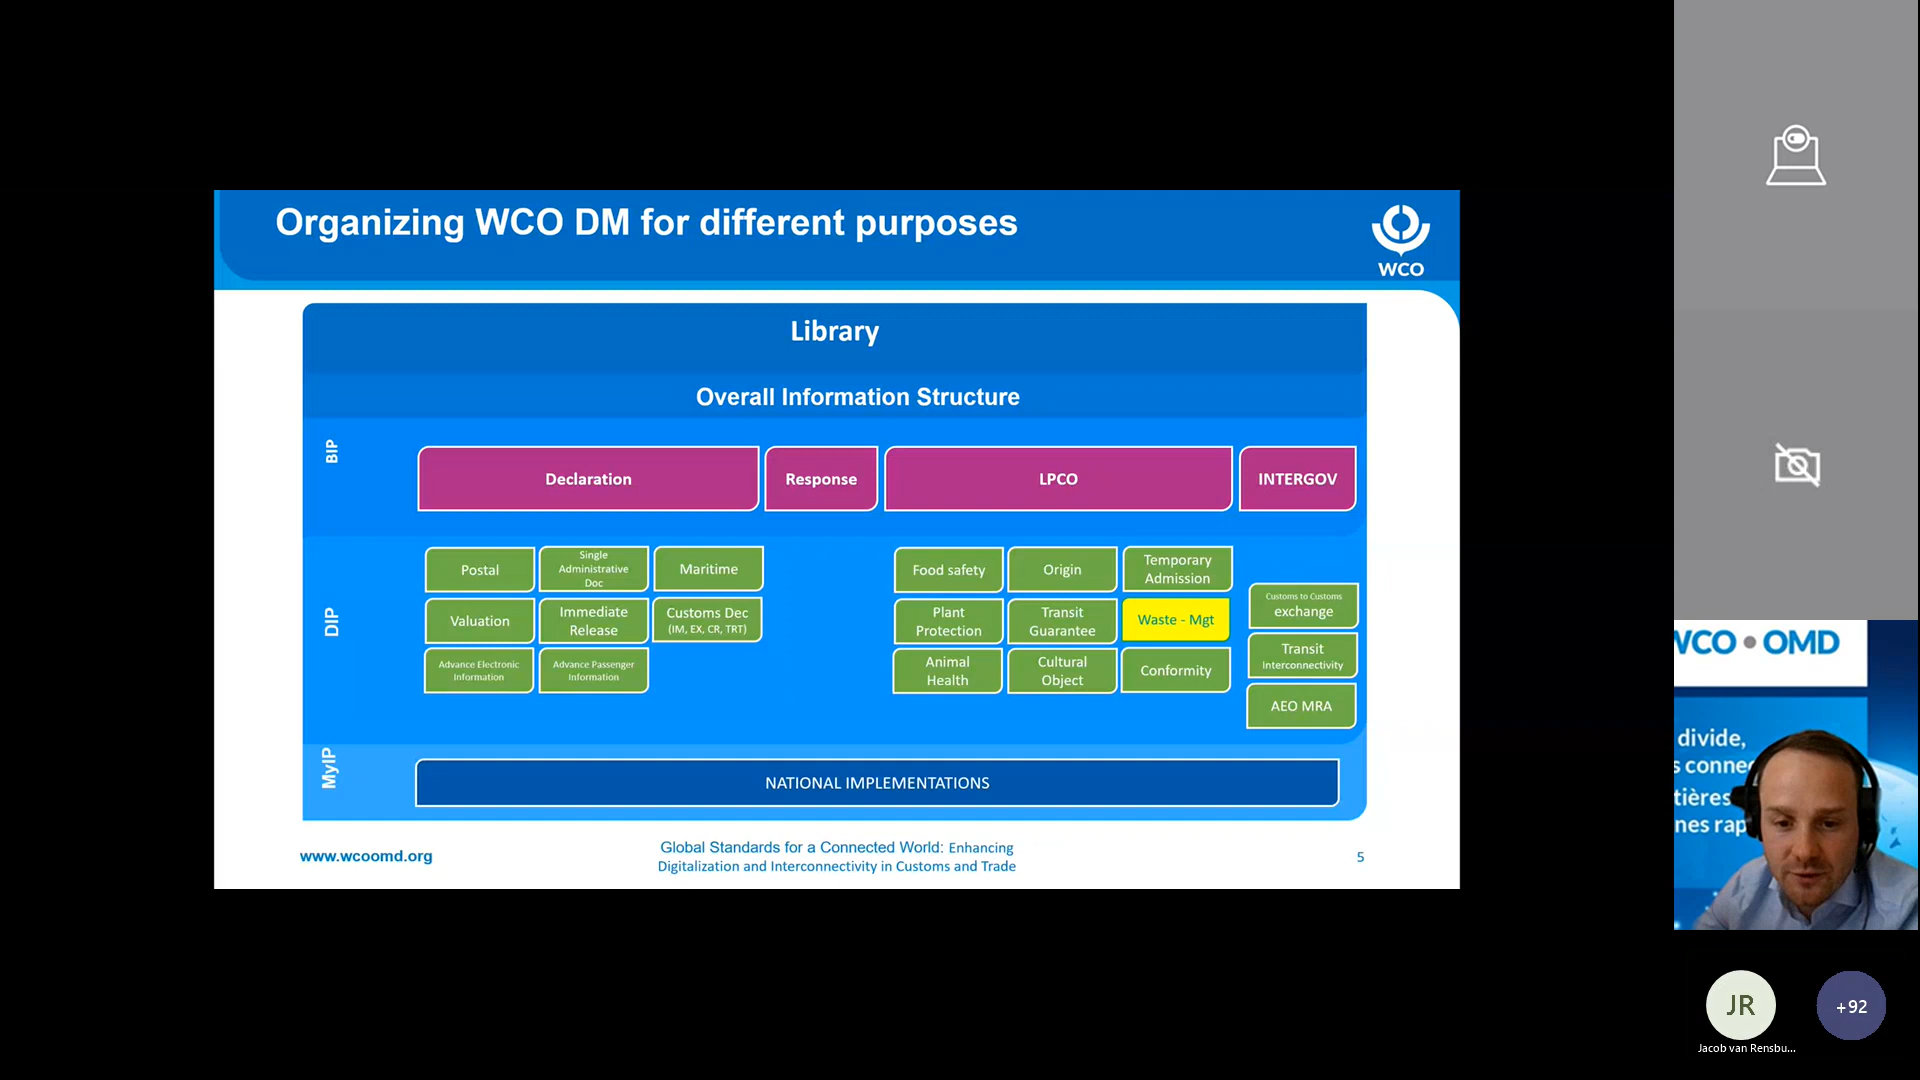 Organizing WCO DM for different purposes
WCO
Library
Overall Information Structure
BIP
Declaration
Response
LPCO
INTERGOV
DIP
Postal
Single
Administrative
Doc
Maritime
Valuation
Immediate
Release
Customs Dec
(IM, EX, CR, TRT)
Advance Electronic
Information
Advance Passenger
Information
Food safety
Origin
Temporary
Admission
Plant
Protection
Transit
Guarantee
Waste - Mgt
Animal
Health
Cultural
Object
Conformity
Customs to Customs
exchange
Transit
Interconnectivity
AEO MRA
MyIP
NATIONAL IMPLEMENTATIONS
www.wcoomd.org
Global Standards for a Connected World: Enhancing
Digitalization and Interconnectivity in Customs and Trade
5
WCO • OMD
divide,
s conne
tières
nes rap
JR
+92
Jacob van Rensbu...